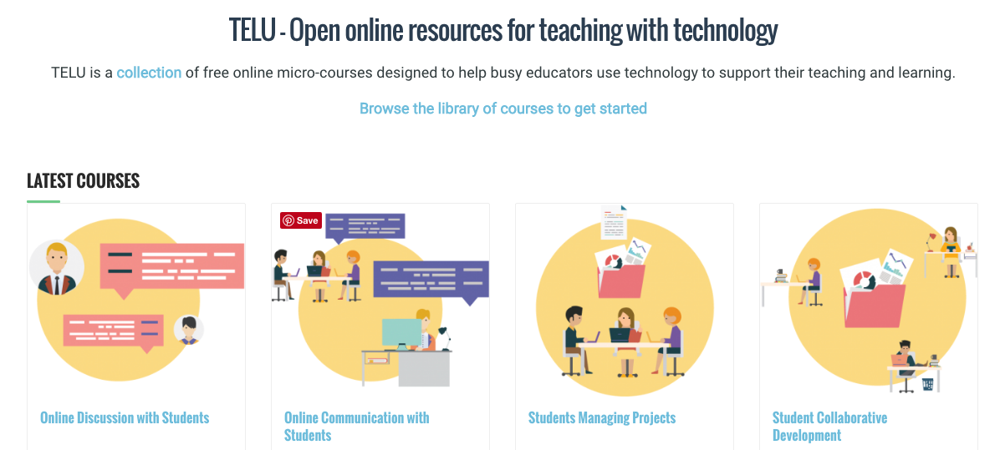 TELU - Open online resources for teaching with technology
TELU is a collection of free online micro-courses designed to help busy educators use technology to support their teaching and learning.
Browse the library of courses to get started
LATEST COURSES
Save
Online Discussion with Students
Online Communication with
Students
Students Managing Projects
Student Collaborative
Development